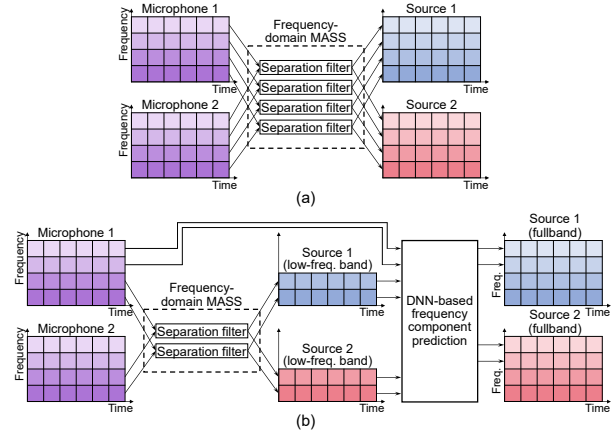 Microphone 1
Frequency
Time
Microphone 2
Frequency
Time
Frequency-
domain MASS
Separation filter
Separation filter
Separation filter
Separation filter
Source 1
Time
Source 2
Time
(a)
Microphone 1
Frequency
Time
Microphone 2
Frequency
Time
Frequency-
domain MASS
Separation filter
Separation filter
Source 1
(low-freq. band)
Time
Source 2
(low-freq. band)
Time
DNN-based
frequency
component
prediction
Source 1
(fullband)
Freq.
Time
Source 2
(fullband)
Freq.
Time
(b)